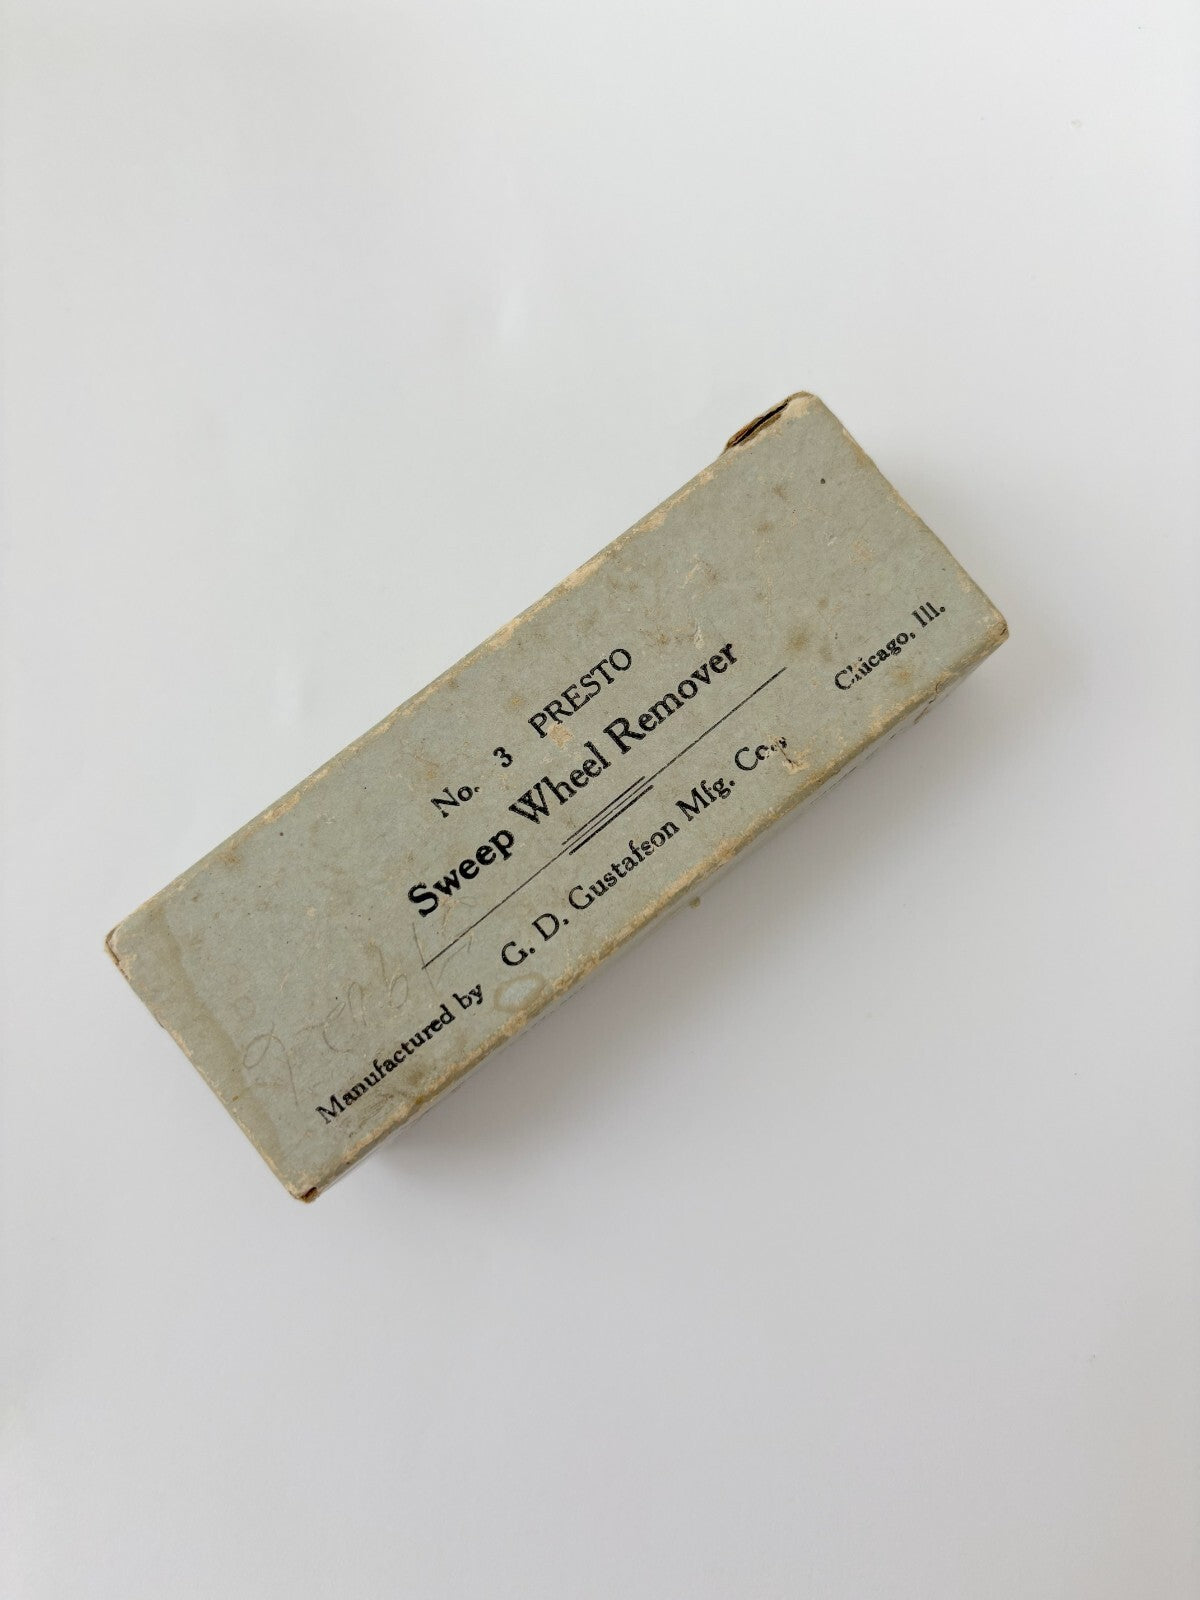 No. 3 PRESTO
Sweep Wheel Remover
Manufactured by G. D. Gustafson Mfg. Co., Chicago, Ill.